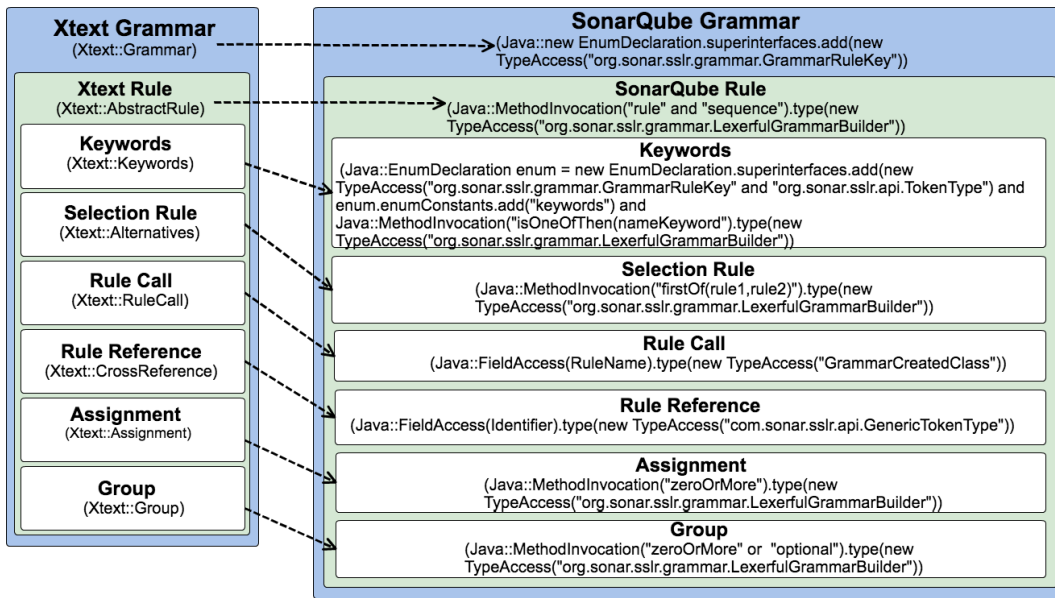 Xtext Grammar
(Xtext::Grammar)
Xtext Rule
(Xtext::AbstractRule)
Keywords
(Xtext::Keywords)
Selection Rule
(Xtext::Alternatives)
Rule Call
(Xtext::RuleCall)
Rule Reference
(Xtext::CrossReference)
Assignment
(Xtext::Assignment)
Group
(Xtext::Group)
SonarQube Grammar
(Java::new EnumDeclaration.superinterfaces.add(new
TypeAccess("org.sonar.sslr.grammar.GrammarRuleKey"))
SonarQube Rule
(Java::MethodInvocation("rule" and "sequence").type(new
TypeAccess("org.sonar.sslr.grammar.LexerfulGrammarBuilder"))
Keywords
(Java::EnumDeclaration enum = new EnumDeclaration.superinterfaces.add(new
TypeAccess("org.sonar.sslr.grammar.GrammarRuleKey" and "org.sonar.sslr.api.TokenType") and
enum.enumConstants.add("keywords") and
Java::MethodInvocation("isOneOfThen(nameKeyword").type(new
TypeAccess("org.sonar.sslr.grammar.LexerfulGrammarBuilder"))
Selection Rule
(Java::MethodInvocation("firstOf(rule1,rule2)").type(new
TypeAccess("org.sonar.sslr.grammar.LexerfulGrammarBuilder"))
Rule Call
(Java::FieldAccess(RuleName).type(new TypeAccess("GrammarCreatedClass"))
Rule Reference
(Java::FieldAccess(Identifier).type(new TypeAccess("com.sonar.sslr.api.GenericTokenType"))
Assignment
(Java::MethodInvocation("zeroOrMore").type(new
TypeAccess("org.sonar.sslr.grammar.LexerfulGrammarBuilder"))
Group
(Java::MethodInvocation("zeroOrMore" or "optional").type(new
TypeAccess("org.sonar.sslr.grammar.LexerfulGrammarBuilder"))